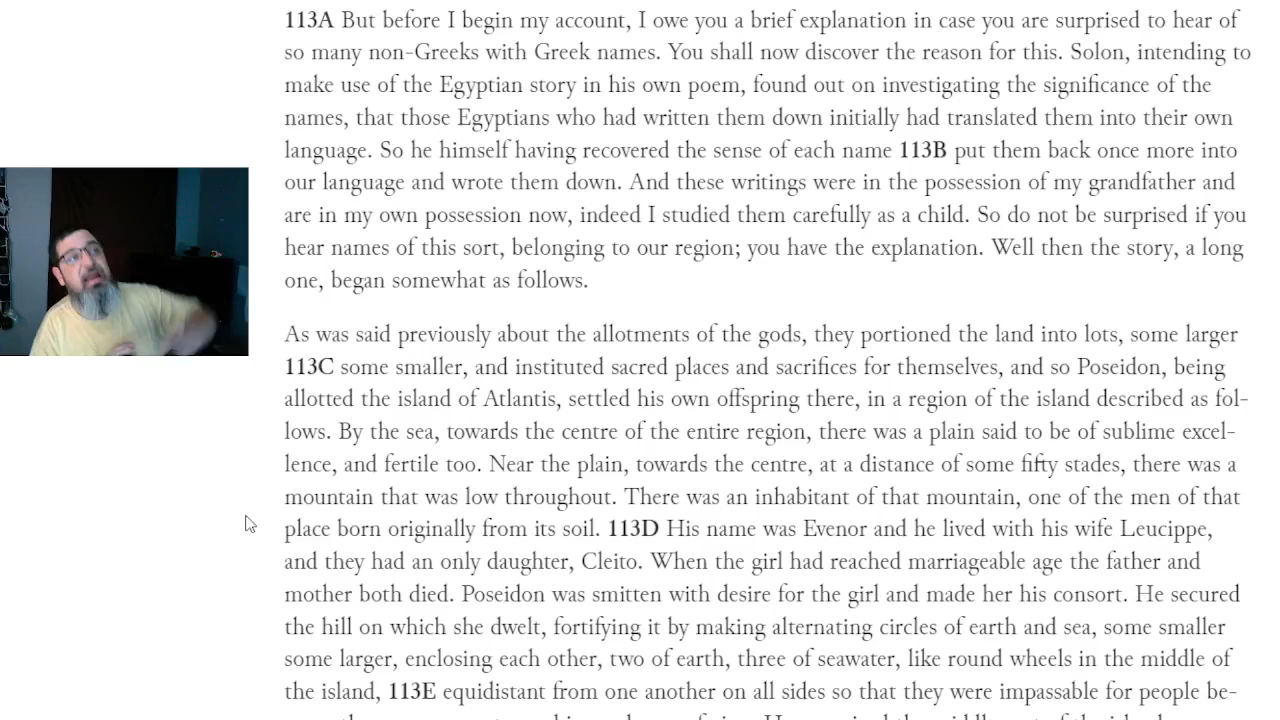 113A But before I begin my account, I owe you a brief explanation in case you are surprised to hear of
so many non-Greeks with Greek names. You shall now discover the reason for this. Solon, intending to
make use of the Egyptian story in his own poem, found out on investigating the significance of the
names, that those Egyptians who had written them down initially had translated them into their own
language. So he himself having recovered the sense of each name 113B put them back once more into
our language and wrote them down. And these writings were in the possession of my grandfather and
are in my own possession now, indeed I studied them carefully as a child. So do not be surprised if you
hear names of this sort, belonging to our region; you have the explanation. Well then the story, a long
one, began somewhat as follows.
As was said previously about the allotments of the gods, they portioned the land into lots, some larger
113C some smaller, and instituted sacred places and sacrifices for themselves, and so Poseidon, being
allotted the island of Atlantis, settled his own offspring there, in a region of the island described as fol-
lows. By the sea, towards the centre of the entire region, there was a plain said to be of sublime excel-
lence, and fertile too. Near the plain, towards the centre, at a distance of some fifty stades, there was a
mountain that was low throughout. There was an inhabitant of that mountain, one of the men of that
place born originally from its soil. 113D His name was Evenor and he lived with his wife Leucippe,
and they had an only daughter, Cleito. When the girl had reached marriageable age the father and
mother both died. Poseidon was smitten with desire for the girl and made her his consort. He secured
the hill on which she dwelt, fortifying it by making alternating circles of earth and sea, some smaller
some larger, enclosing each other, two of earth, three of seawater, like round wheels in the middle of
the island, 113E equidistant from one another on all sides so that they were impassable for people be-